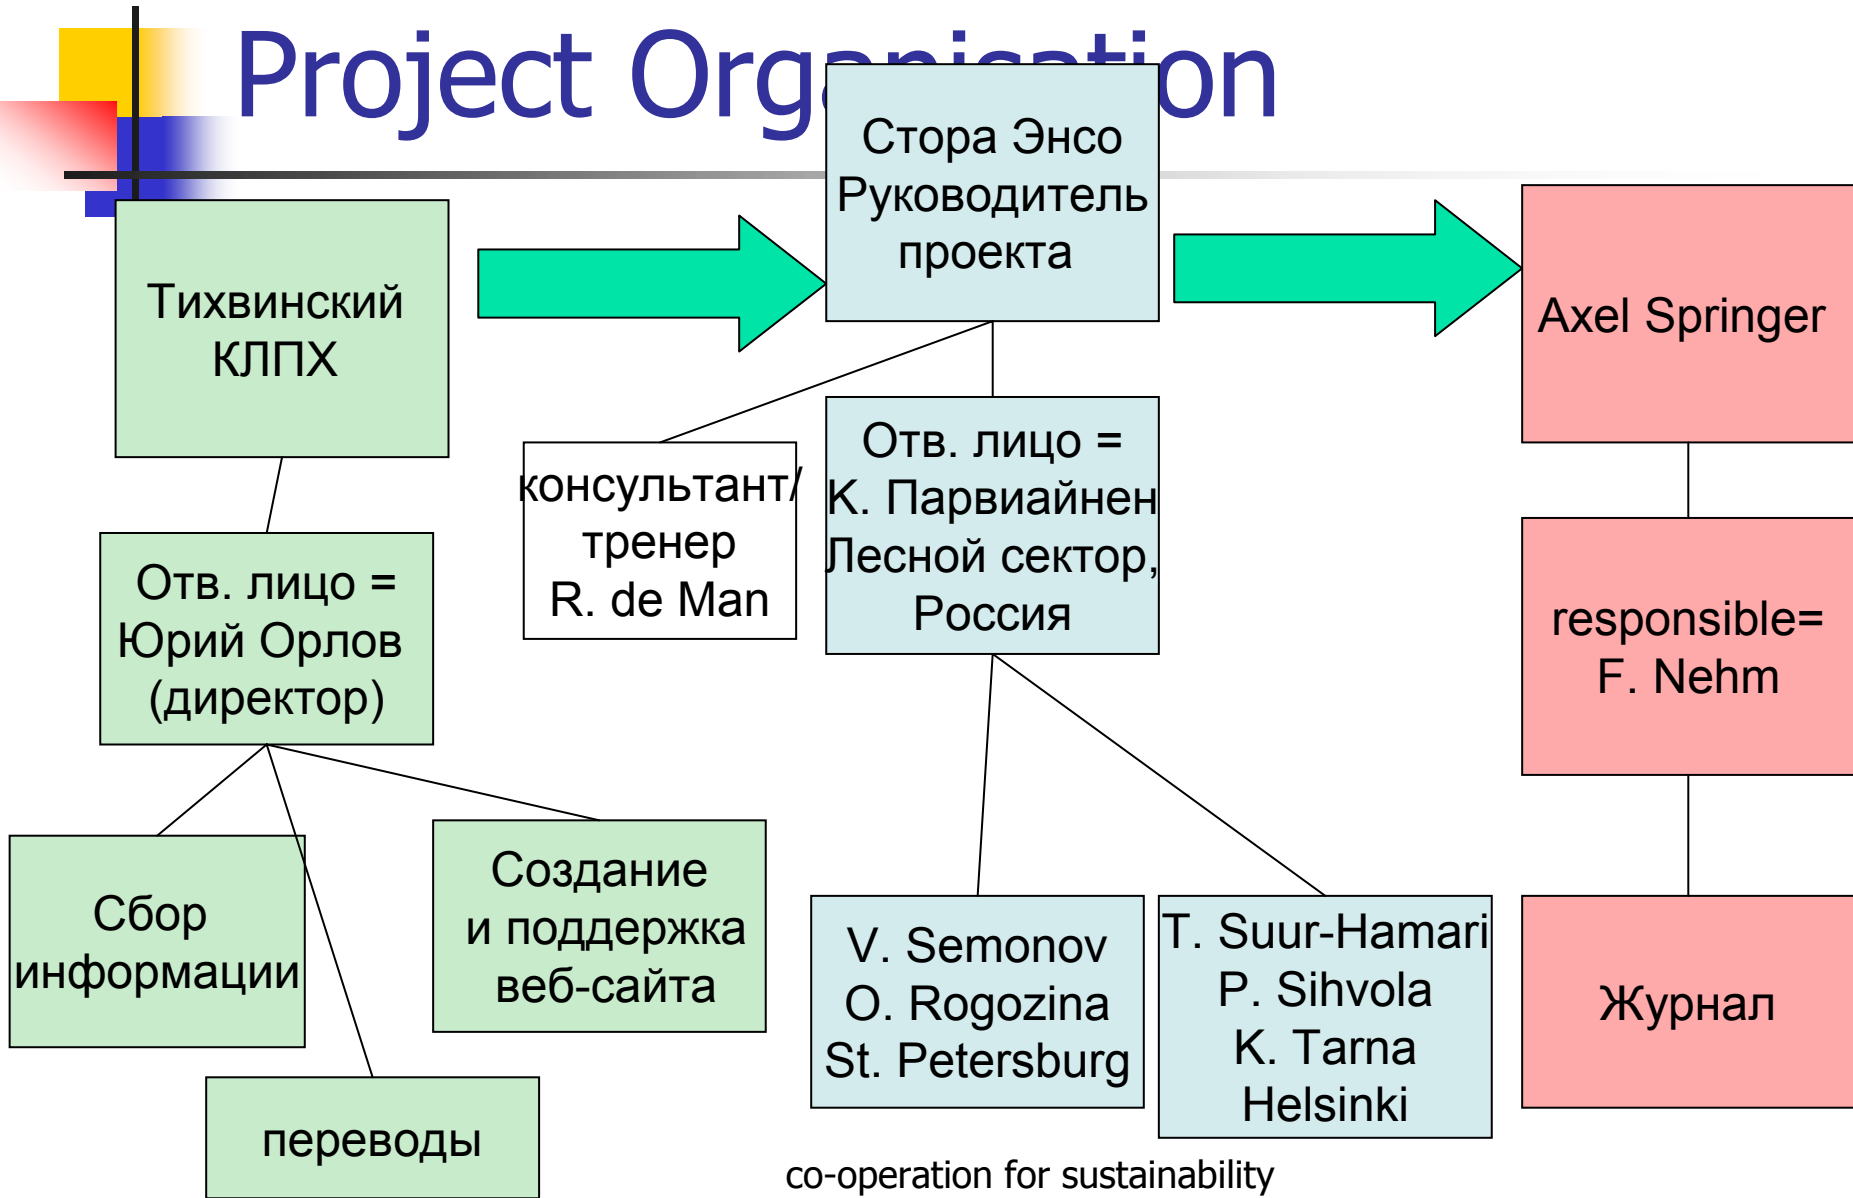 Project Organisation
Стора Энсо
Руководитель
проекта
Тихвинский
КЛПХ
Axel Springer
консультант/
тренер
R. de Man
Отв. лицо =
К. Парвиайнен
Лесной сектор,
Россия
Отв. лицо =
Юрий Орлов
(директор)
responsible=
F. Nehm
Сбор
информации
Создание
и поддержка
веб-сайта
переводы
V. Semonov
O. Rogozina
St. Petersburg
T. Suur-Hamari
P. Sihvola
K. Tarna
Helsinki
Журнал
co-operation for sustainability